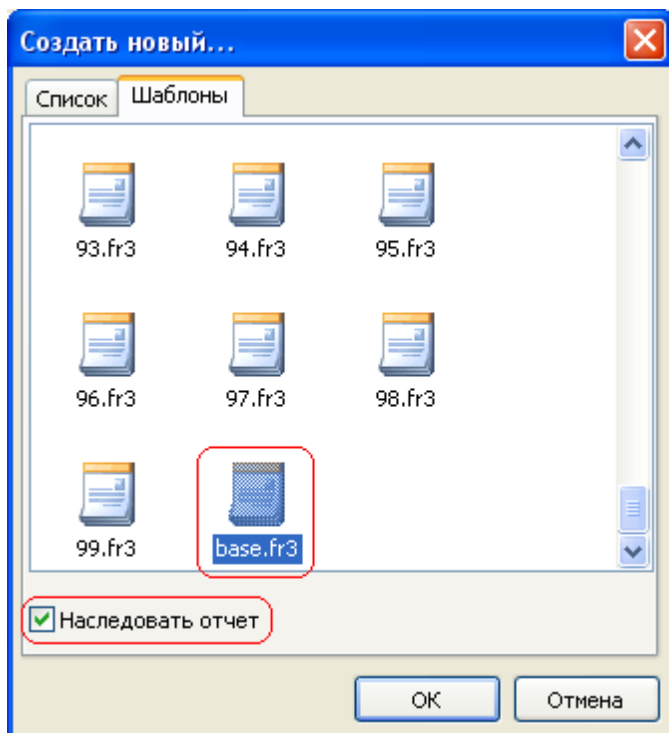 Создать новый...
Список Шаблоны
93.fr3 94.fr3 95.fr3
96.fr3 97.fr3 98.fr3
99.fr3 base.fr3
Наследовать отчет
OK Отмена